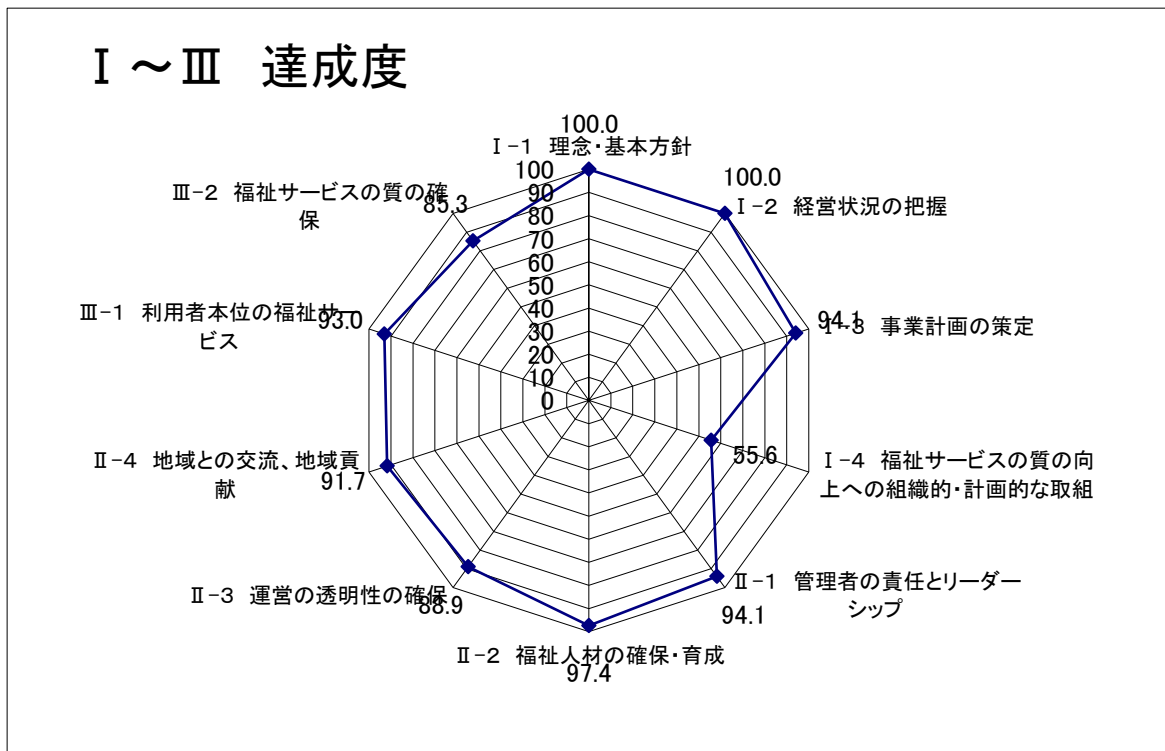 Ⅰ～Ⅲ 達成度
100.0
Ⅰ-1 理念・基本方針
100.0
Ⅰ-2 経営状況の把握
94.1
Ⅰ-3 事業計画の策定
55.6
Ⅰ-4 福祉サービスの質の向
上への組織的・計画的な取組
Ⅱ-1 管理者の責任とリーダー
シップ
94.1
Ⅱ-2 福祉人材の確保・育成
97.4
Ⅱ-3 運営の透明性の確保
88.9
Ⅱ-4 地域との交流、地域貢
献
91.7
Ⅲ-1 利用者本位の福祉サー
ビス
93.0
Ⅲ-2 福祉サービスの質の確
保
85.3
100
90
80
70
60
50
40
30
20
10
0